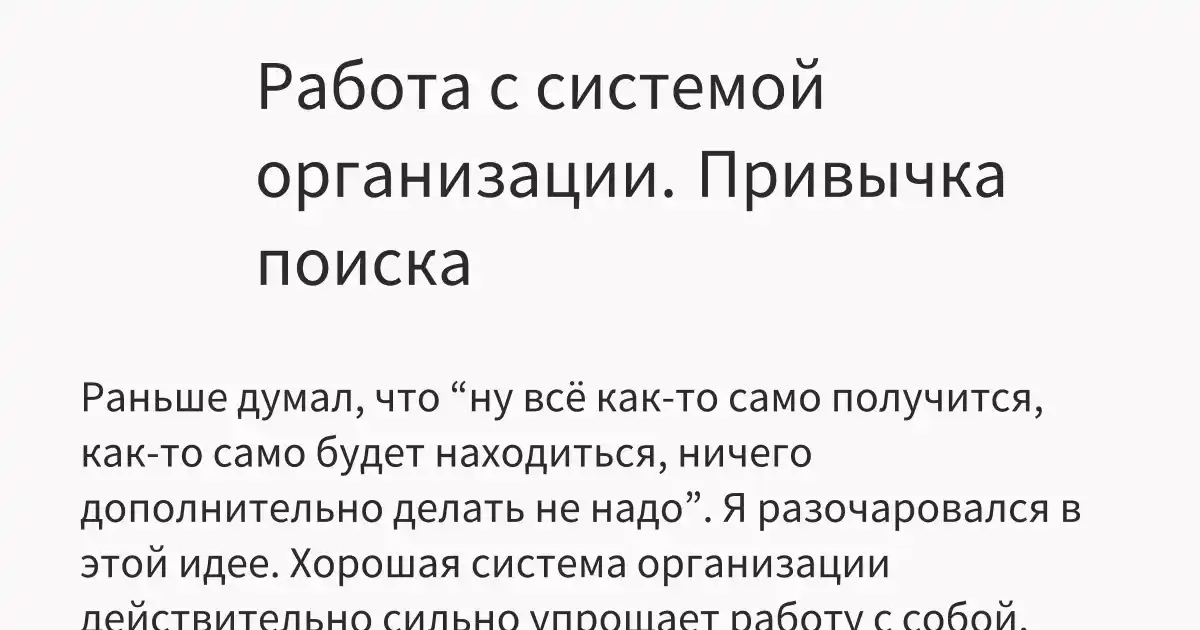 Работа с системой
организации. Привычка
поиска
Раньше думал, что “ну всё как-то само получится,
как-то само будет находиться, ничего
дополнительно делать не надо”. Я разочаровался в
этой идее. Хорошая система организации
действительно сильно упрощает работу с собой.